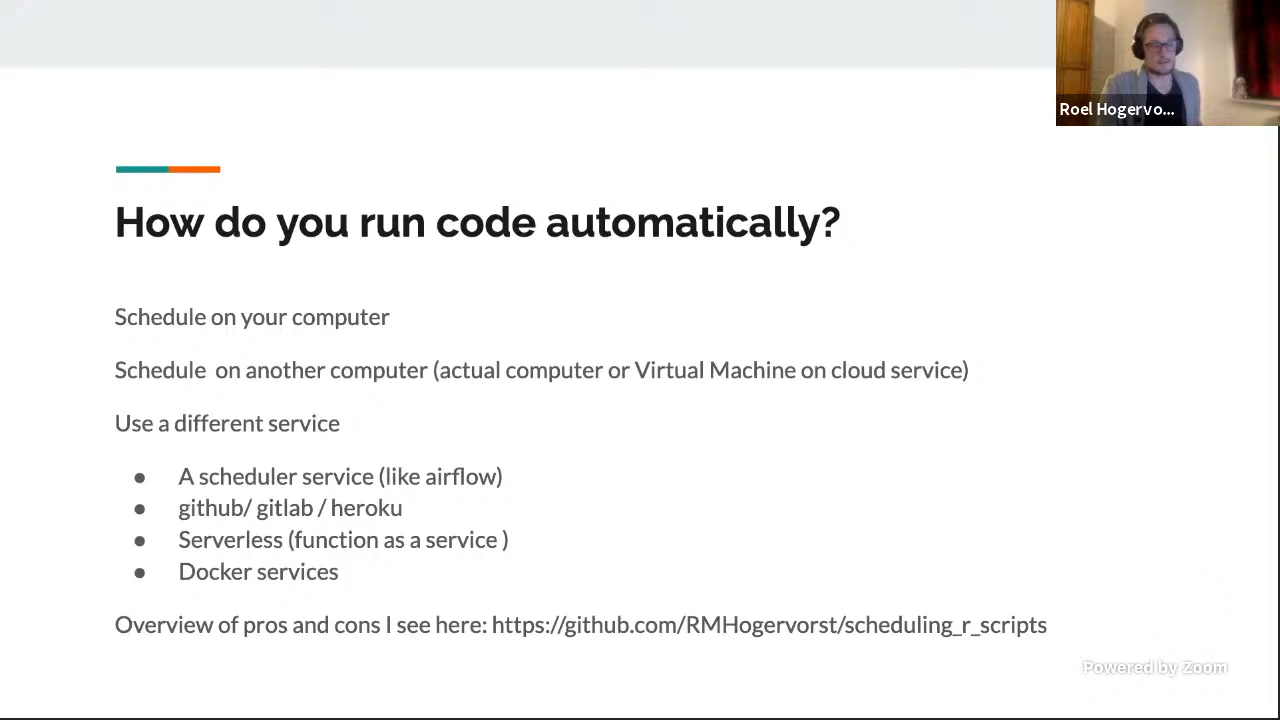 Roel Hogervo...
How do you run code automatically?
Schedule on your computer
Schedule on another computer (actual computer or Virtual Machine on cloud service)
Use a different service
● A scheduler service (like airflow)
● github/ gitlab / heroku
● Serverless (function as a service )
● Docker services
Overview of pros and cons I see here: https://github.com/RMHogervorst/scheduling_r_scripts
Powered by Zoom